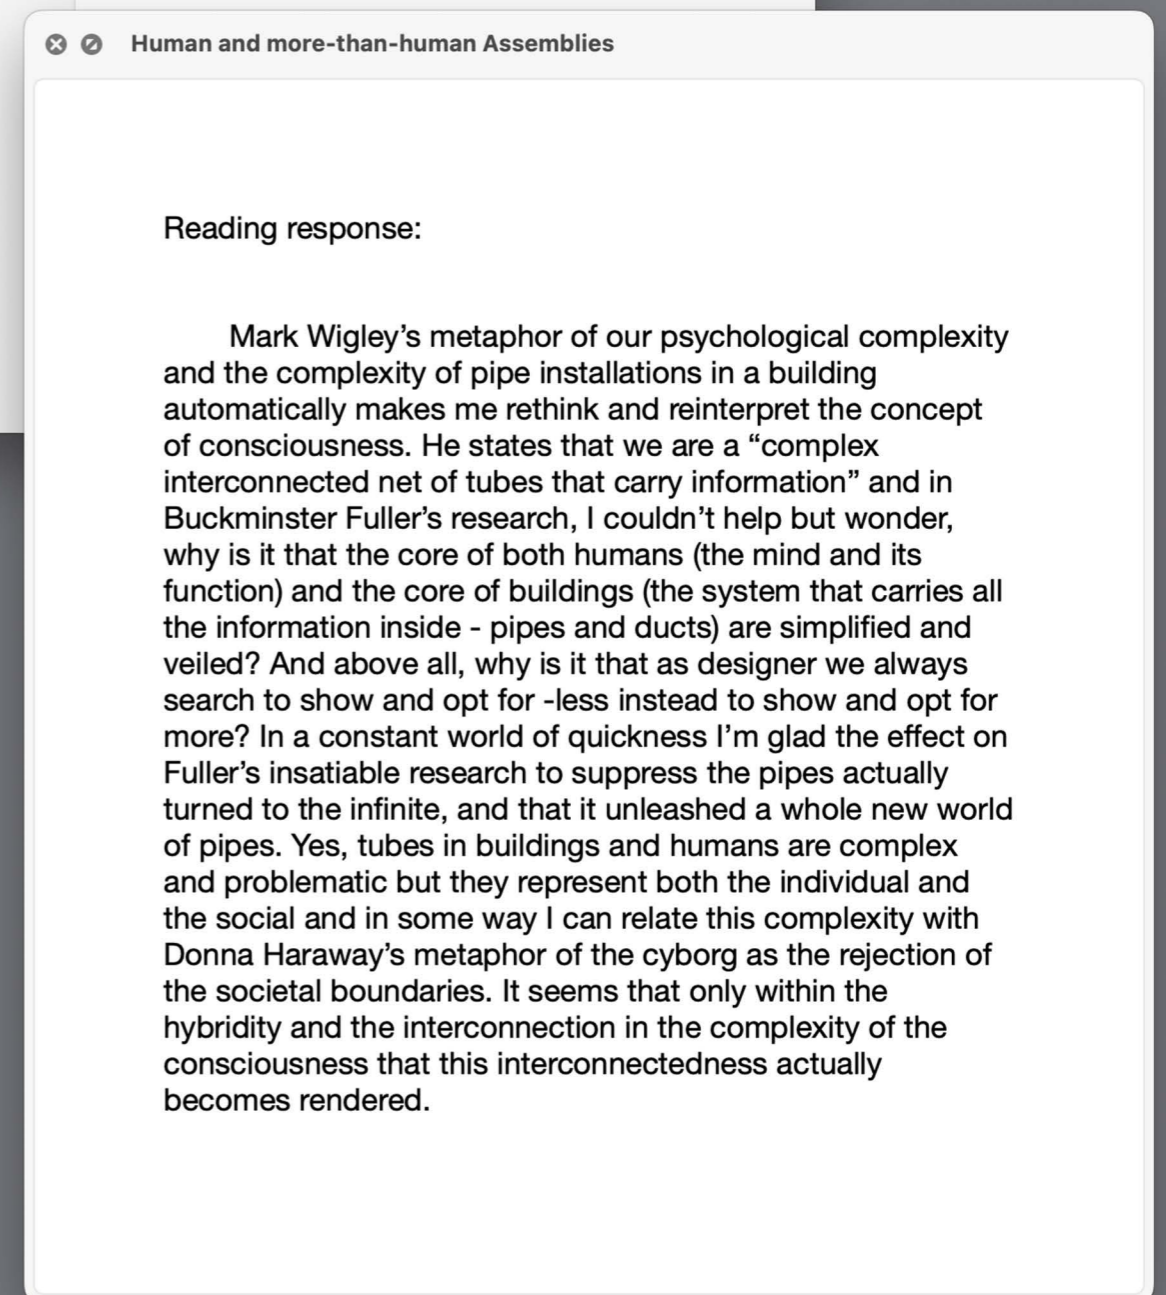 Human and more-than-human Assemblies
Reading response:
Mark Wigley’s metaphor of our psychological complexity
and the complexity of pipe installations in a building
automatically makes me rethink and reinterpret the concept
of consciousness. He states that we are a “complex
interconnected net of tubes that carry information” and in
Buckminster Fuller’s research, I couldn’t help but wonder,
why is it that the core of both humans (the mind and its
function) and the core of buildings (the system that carries all
the information inside - pipes and ducts) are simplified and
veiled? And above all, why is it that as designer we always
search to show and opt for -less instead to show and opt for
more? In a constant world of quickness I’m glad the effect on
Fuller’s insatiable research to suppress the pipes actually
turned to the infinite, and that it unleashed a whole new world
of pipes. Yes, tubes in buildings and humans are complex
and problematic but they represent both the individual and
the social and in some way I can relate this complexity with
Donna Haraway’s metaphor of the cyborg as the rejection of
the societal boundaries. It seems that only within the
hybridity and the interconnection in the complexity of the
consciousness that this interconnectedness actually
becomes rendered.